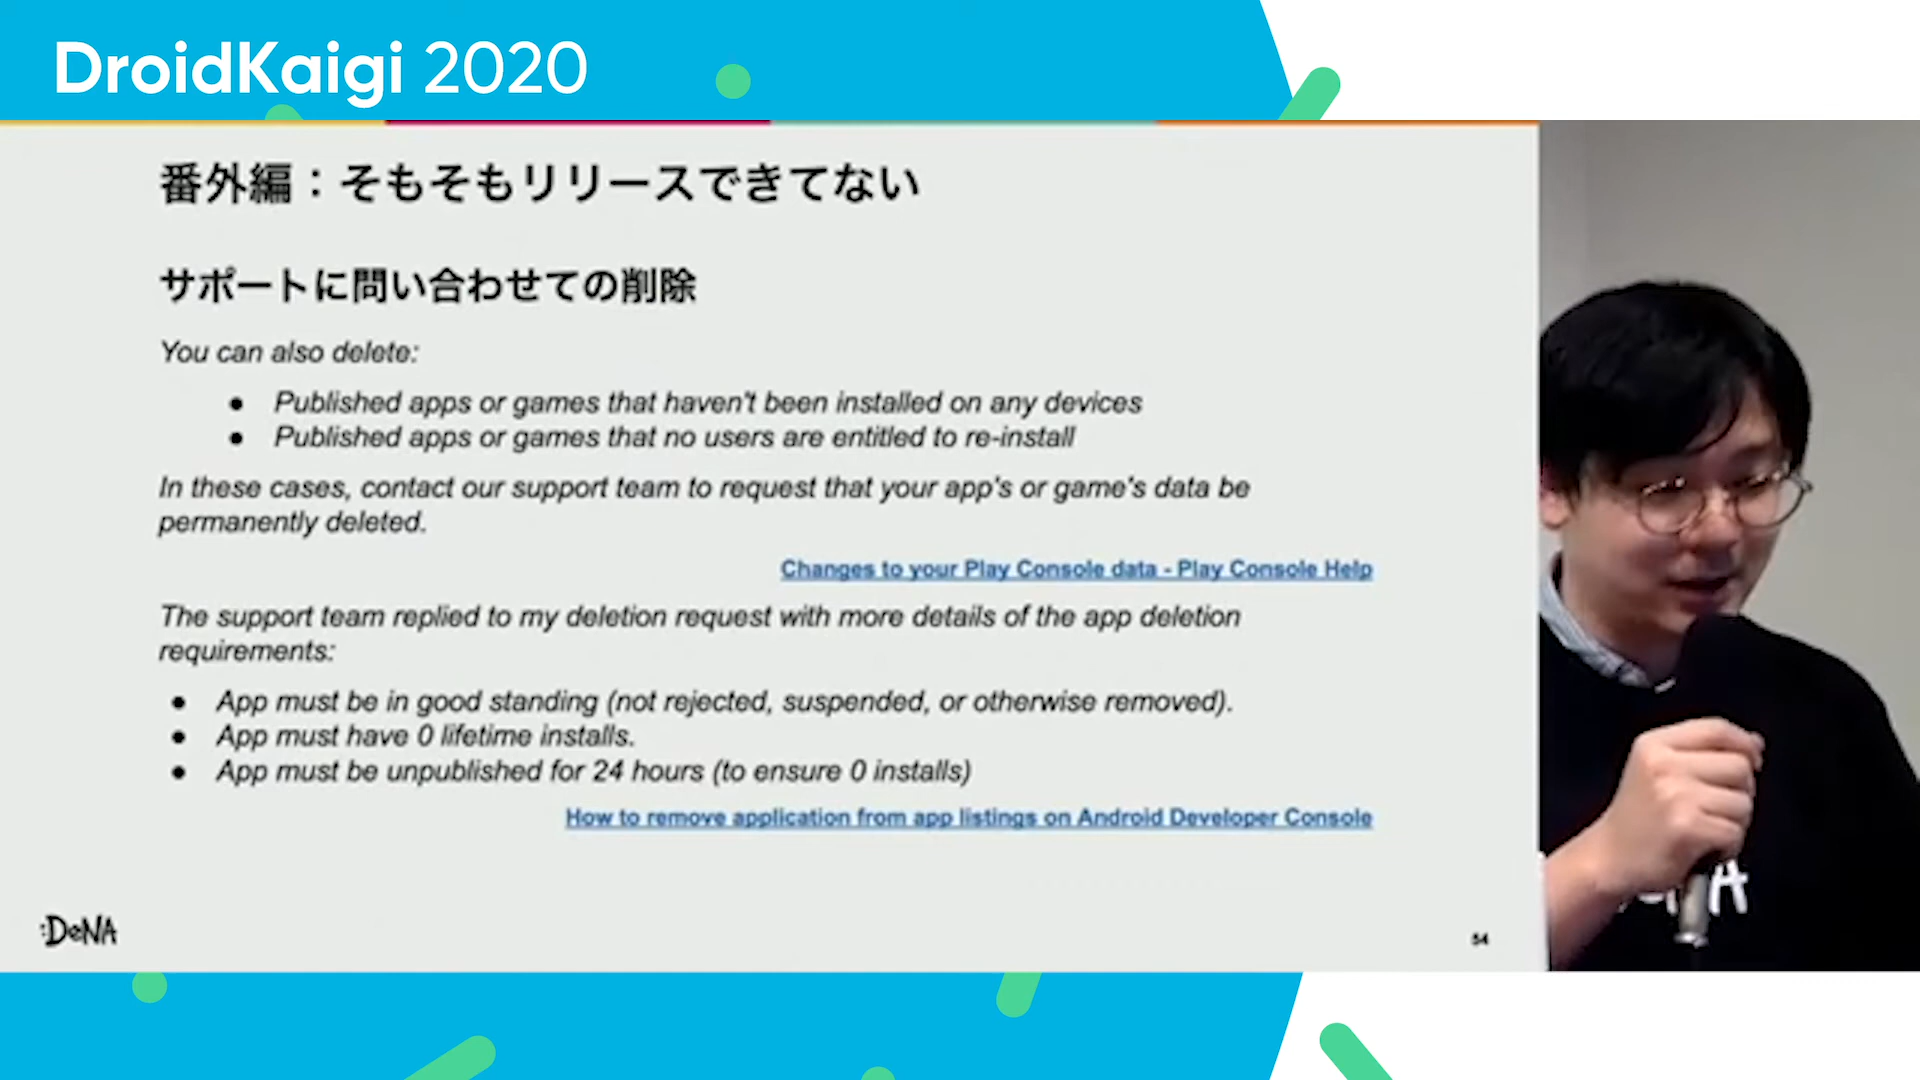 DroidKaigi 2020
番外編：そもそもリリースできてない
サポートに問い合わせての削除
You can also delete:
● Published apps or games that haven't been installed on any devices
● Published apps or games that no users are entitled to re-install
In these cases, contact our support team to request that your app's or game's data be
permanently deleted.
Changes to your Play Console data - Play Console Help
The support team replied to my deletion request with more details of the app deletion
requirements:
● App must be in good standing (not rejected, suspended, or otherwise removed).
● App must have 0 lifetime installs.
● App must be unpublished for 24 hours (to ensure 0 installs)
How to remove application from app listings on Android Developer Console
:DeNA
54